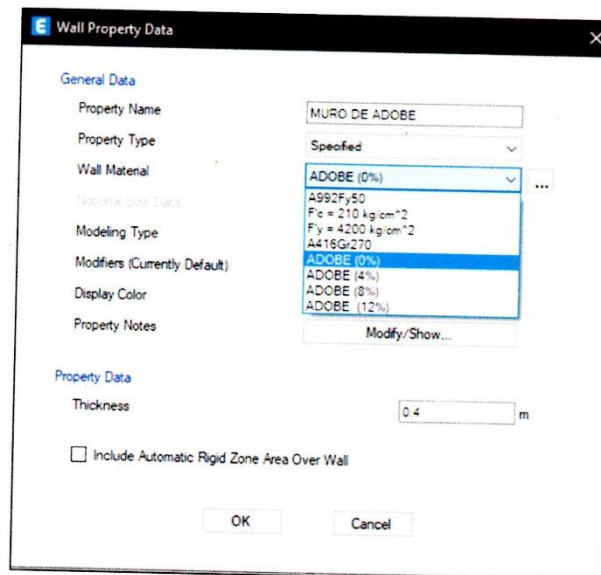 E Wall Property Data
General Data
Property Name MURO DE ADOBE
Property Type Specified
Wall Material ADOBE (0%) ...
Notional Size Data A992Fy50
F'c = 210 kg/cm^2
Modeling Type F'y = 4200 kg/cm^2
A416Gr270
Modifiers (Currently Default) ADOBE (0%)
ADOBE (4%)
Display Color ADOBE (8%)
ADOBE (12%)
Property Notes Modify/Show...
Property Data
Thickness 0.4 m
Include Automatic Rigid Zone Area Over Wall
OK Cancel